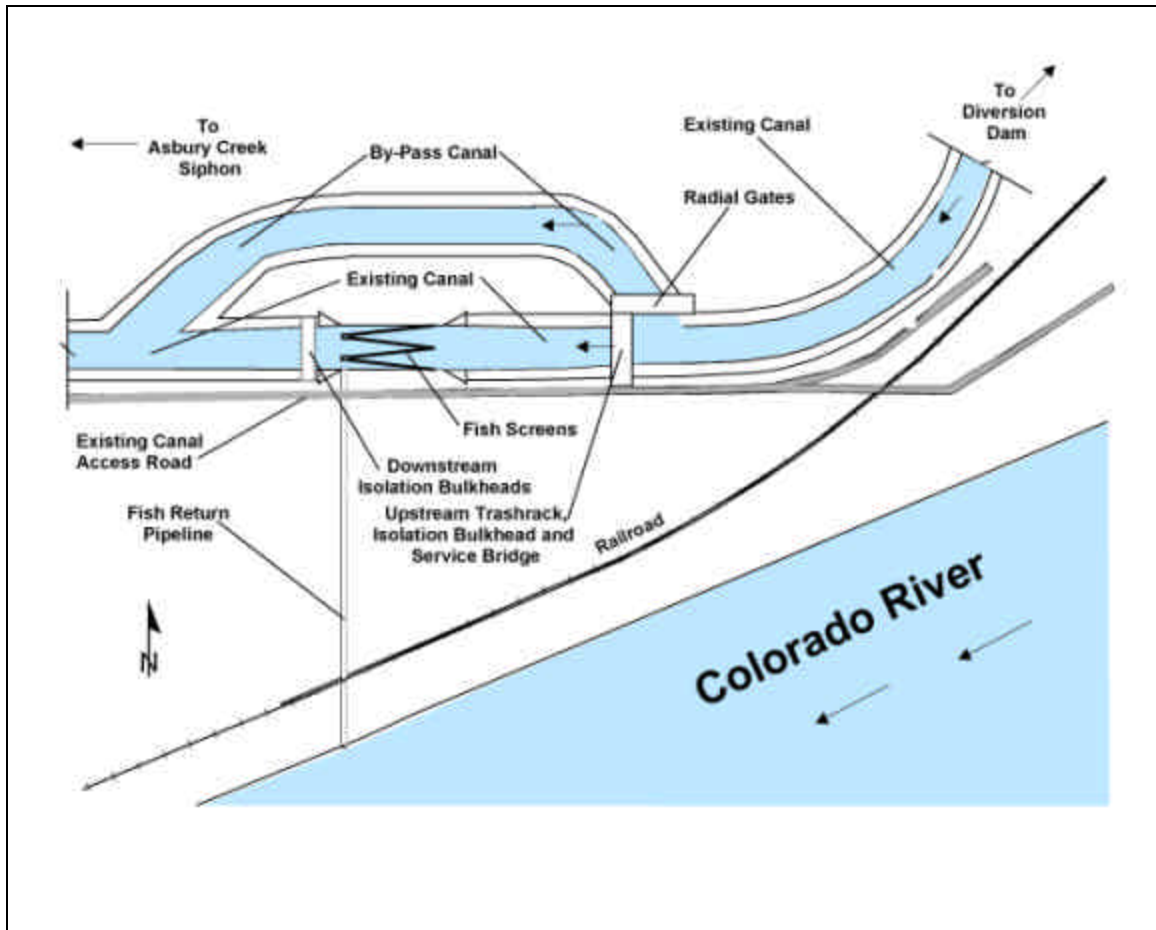 To
Diversion
Dam
To
Asbury Creek
Siphon
By-Pass Canal
Existing Canal
Radial Gates
Existing Canal
Fish Screens
Existing Canal
Access Road
Downstream
Isolation Bulkheads
Fish Return
Pipeline
Upstream Trashrack,
Isolation Bulkhead and
Service Bridge
Railroad
Colorado River
N